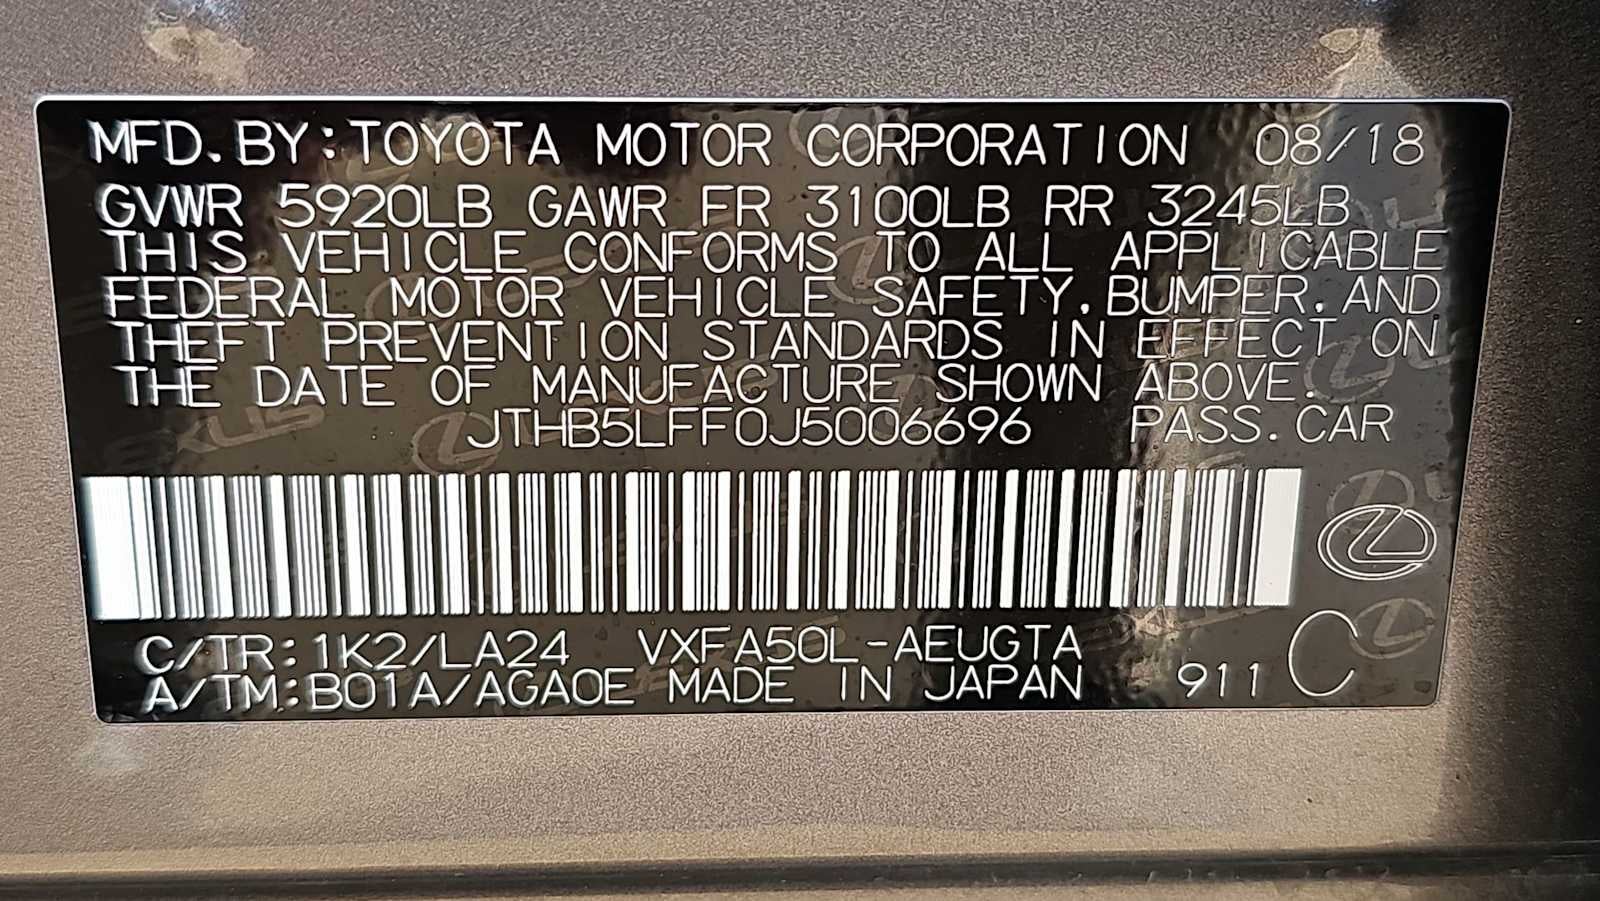 MFD. BY: TOYOTA MOTOR CORPORATION 08/18
GVWR 5920LB GAWR FR 3100LB RR 3245LB
THIS VEHICLE CONFORMS TO ALL APPLICABLE
FEDERAL MOTOR VEHICLE SAFETY, BUMPER, AND
THEFT PREVENTION STANDARDS IN EFFECT ON
THE DATE OF MANUFACTURE SHOWN ABOVE.
JTHB5LFF0J5006696 PASS. CAR
C/TR: 1K2/LA24 VXFA50L-AEUGTA
A/TM: B01A/AGA0E MADE IN JAPAN 911 C